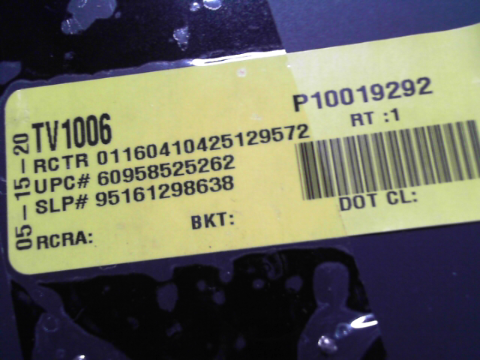 05-15-20
TV1006
P10019292
RCTR 01160410425129572
RT :1
UPC# 60958525262
SLP# 95161298638
BKT:
DOT CL:
RCRA: